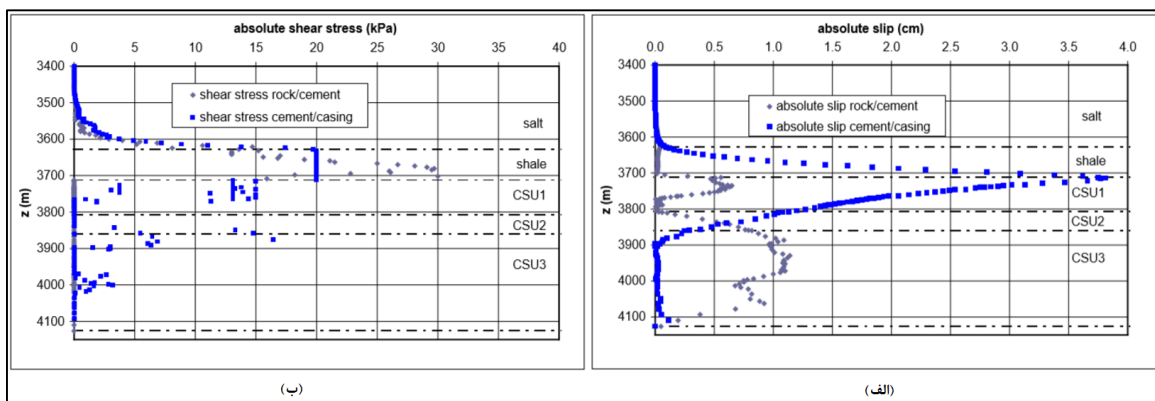 absolute shear stress (kPa)
0 5 10 15 20 25 30 35 40
3400
3500
3600
3700
3800
3900
4000
4100
z (m)
shear stress rock/cement
shear stress cement/casing
salt
shale
CSU1
CSU2
CSU3
(ب)
absolute slip (cm)
0.0 0.5 1.0 1.5 2.0 2.5 3.0 3.5 4.0
3400
3500
3600
3700
3800
3900
4000
4100
z (m)
absolute slip rock/cement
absolute slip cement/casing
salt
shale
CSU1
CSU2
CSU3
(الف)